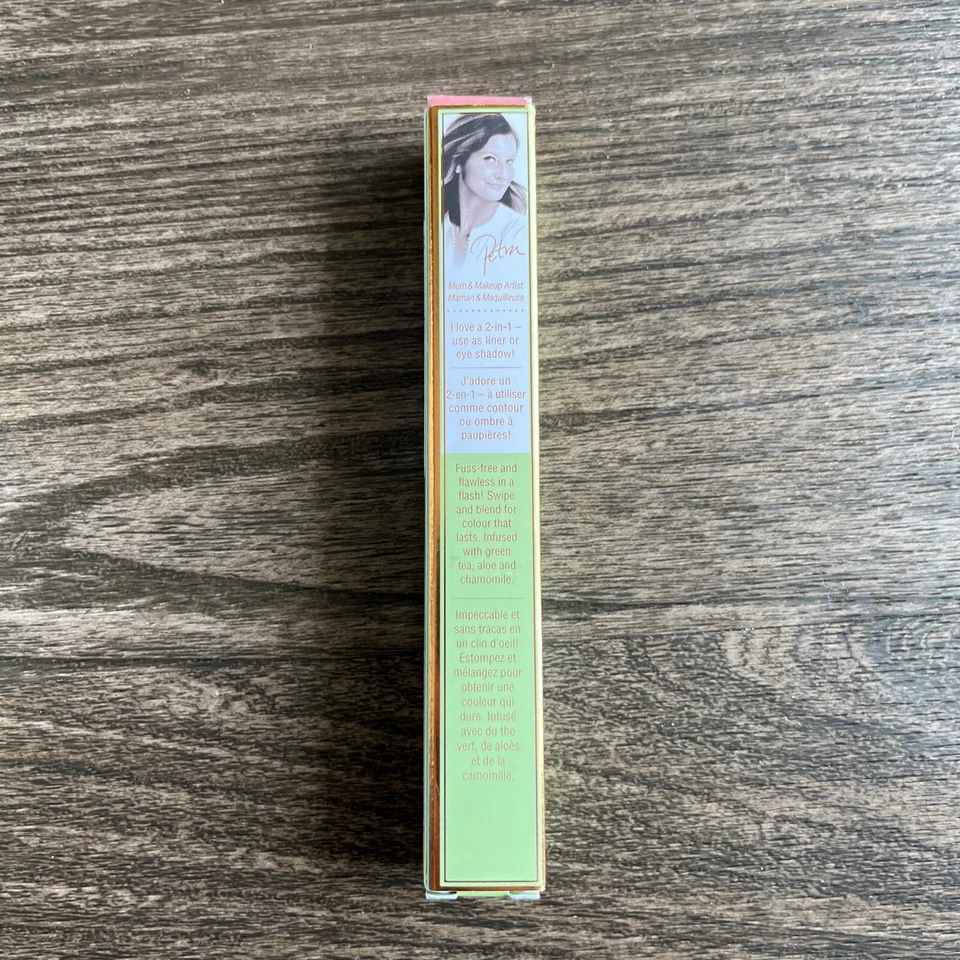 Petra
Mum & Makeup Artist
Maman & Maquilleuse
I love a 2-in-1 –
use as liner or
eye shadow!
J'adore un
2-en-1 – à utiliser
comme contour
ou ombre à
paupières!
Fuss-free and
flawless in a
flash! Swipe
and blend for
colour that
lasts. Infused
with green
tea, aloe and
chamomile.
Impeccable et
sans tracas en
un clin d'oeil!
Estompez et
mélangez pour
obtenir une
couleur qui
dure. Infusé
avec du thé
vert, de aloès
et de la
camomille.